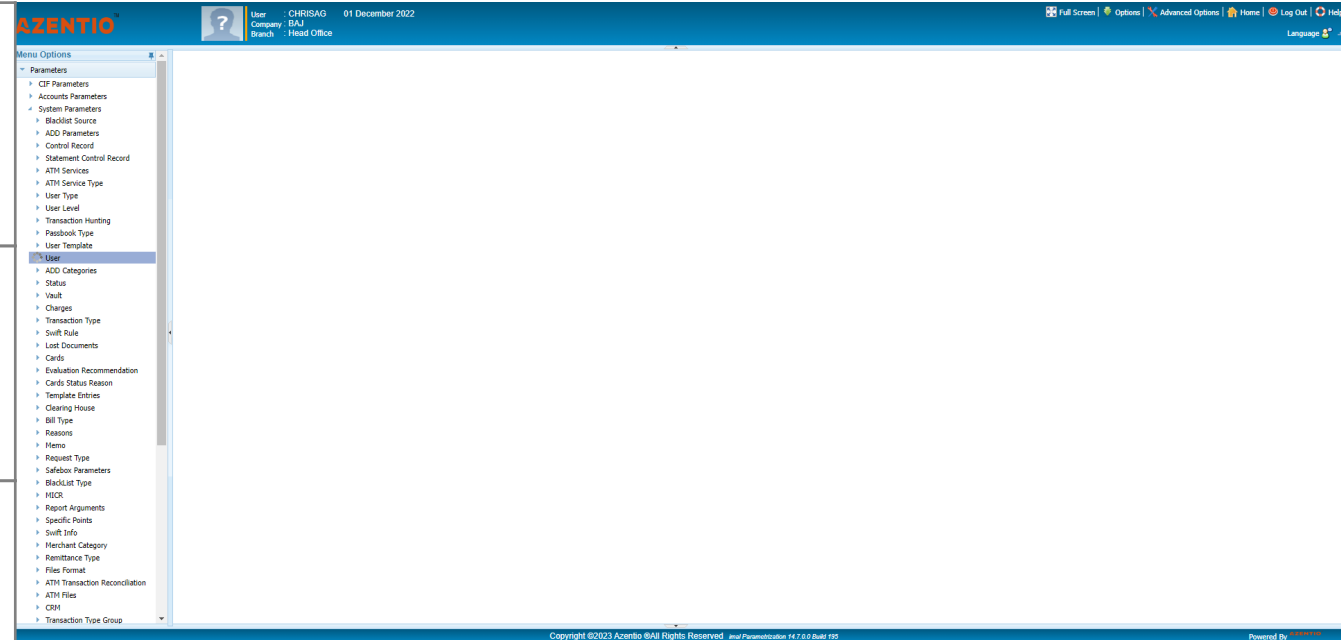 AZENTIO
User : CHRISAG 01 December 2022
Company : BAJ
Branch : Head Office
Full Screen | Options | Advanced Options | Home | Log Out | Help
Language
Menu Options
Parameters
CIF Parameters
Accounts Parameters
System Parameters
Blacklist Source
ADD Parameters
Control Record
Statement Control Record
ATM Services
ATM Service Type
User Type
User Level
Transaction Hunting
Passbook Type
User Template
User
ADD Categories
Status
Vault
Charges
Transaction Type
Swift Rule
Lost Documents
Cards
Evaluation Recommendation
Cards Status Reason
Template Entries
Clearing House
Bill Type
Reasons
Memo
Request Type
Safebox Parameters
BlackList Type
MICR
Report Arguments
Specific Points
Swift Info
Merchant Category
Remittance Type
Files Format
ATM Transaction Reconciliation
ATM Files
CRM
Transaction Type Group
Copyright ©2023 Azentio ®All Rights Reserved imal Parametrization 14.7.0.0 Build 195
Powered By AZENTIO